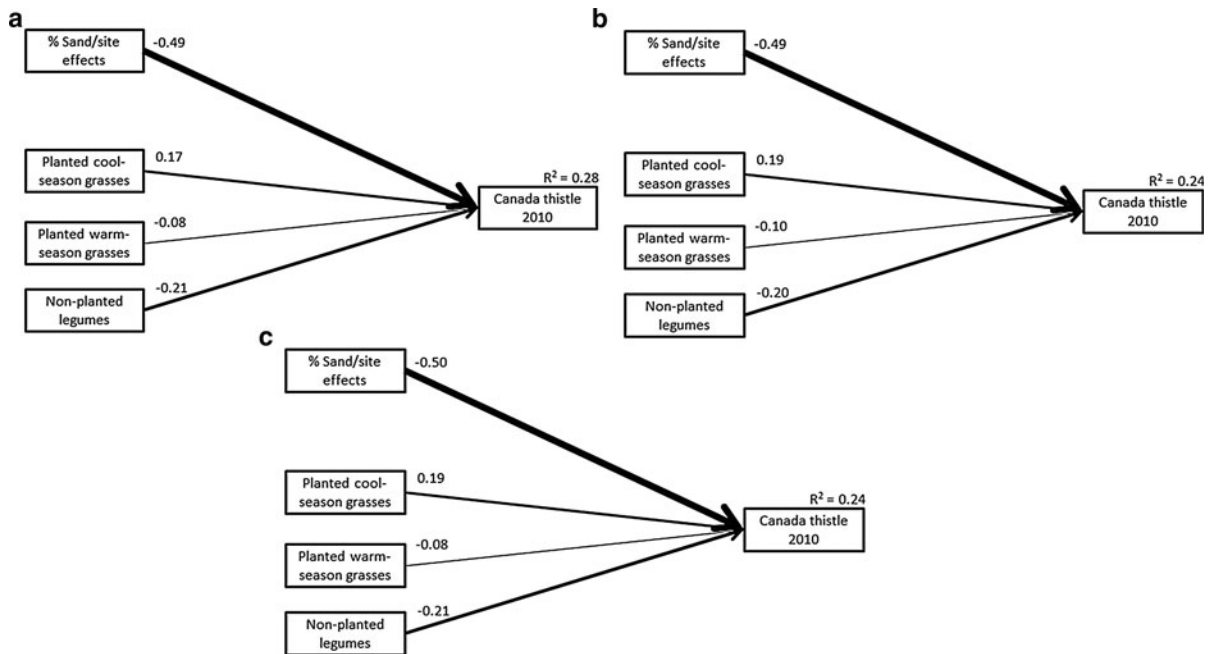 a
% Sand/site
effects
-0.49
Planted cool-
season grasses
0.17
Planted warm-
season grasses
-0.08
Non-planted
legumes
-0.21
R² = 0.28
Canada thistle
2010
b
% Sand/site
effects
-0.49
Planted cool-
season grasses
0.19
Planted warm-
season grasses
-0.10
Non-planted
legumes
-0.20
R² = 0.24
Canada thistle
2010
c
% Sand/site
effects
-0.50
Planted cool-
season grasses
0.19
Planted warm-
season grasses
-0.08
Non-planted
legumes
-0.21
R² = 0.24
Canada thistle
2010